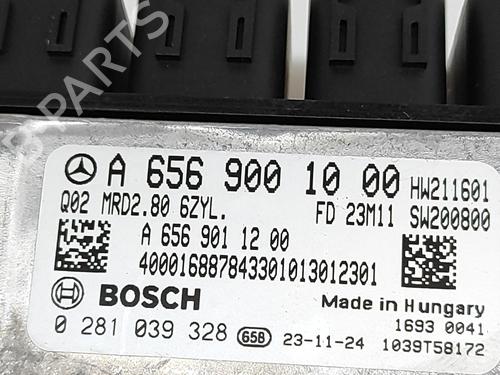 A 656 900 10 00 HW211601
Q02 MRD2.80 6ZYL. FD 23M11 SW200800
A 656 901 12 00
400016887843301013012301
BOSCH Made in Hungary
1693 0041
0 281 039 328 658 23-11-24 1039T58172
B-PARTS